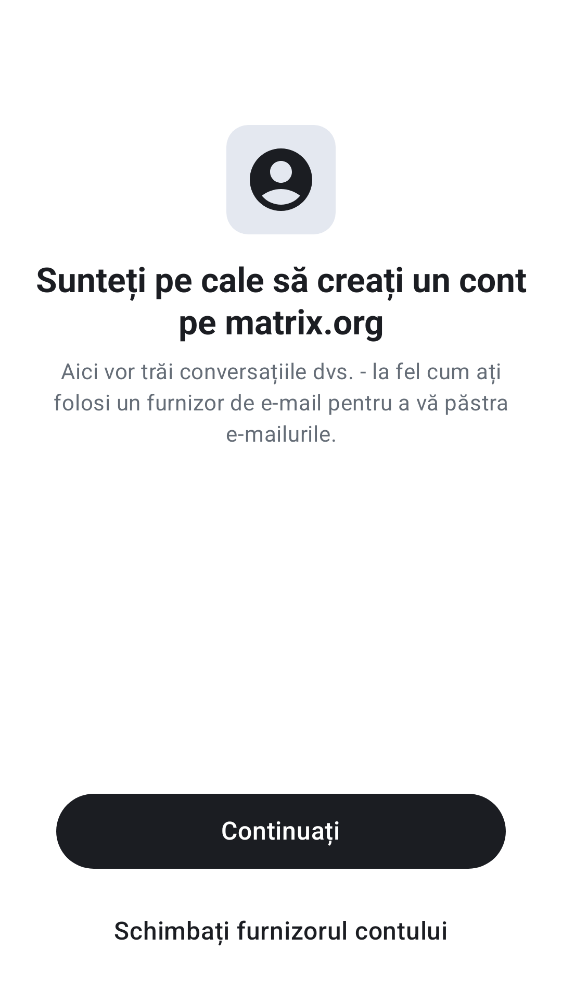 Sunteți pe cale să creați un cont
pe matrix.org
Aici vor trăi conversațiile dvs. - la fel cum ați
folosi un furnizor de e-mail pentru a vă păstra
e-mailurile.
Continuați
Schimbați furnizorul contului